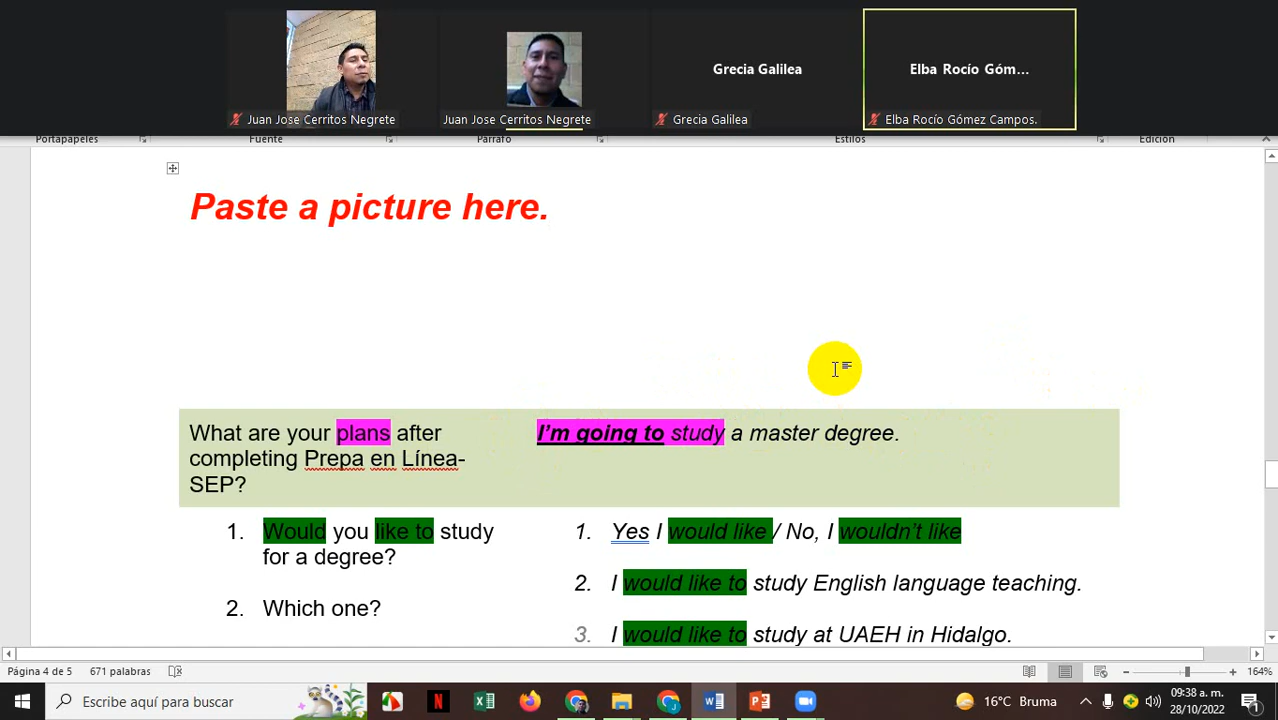 Grecia Galilea
Elba Rocío Góm...
Juan Jose Cerritos Negrete
Juan Jose Cerritos Negrete
Grecia Galilea
Elba Rocío Gómez Campos.
Portapapeles
Fuente
Párrafo
Estilos
Edición
Paste a picture here.
What are your plans after
completing Prepa en Línea-
SEP?
I'm going to study a master degree.
1. Would you like to study
for a degree?
2. Which one?
1. Yes I would like / No, I wouldn't like
2. I would like to study English language teaching.
3. I would like to study at UAEH in Hidalgo.
Página 4 de 5
671 palabras
164%
Escribe aquí para buscar
16°C Bruma
09:38 a. m.
28/10/2022